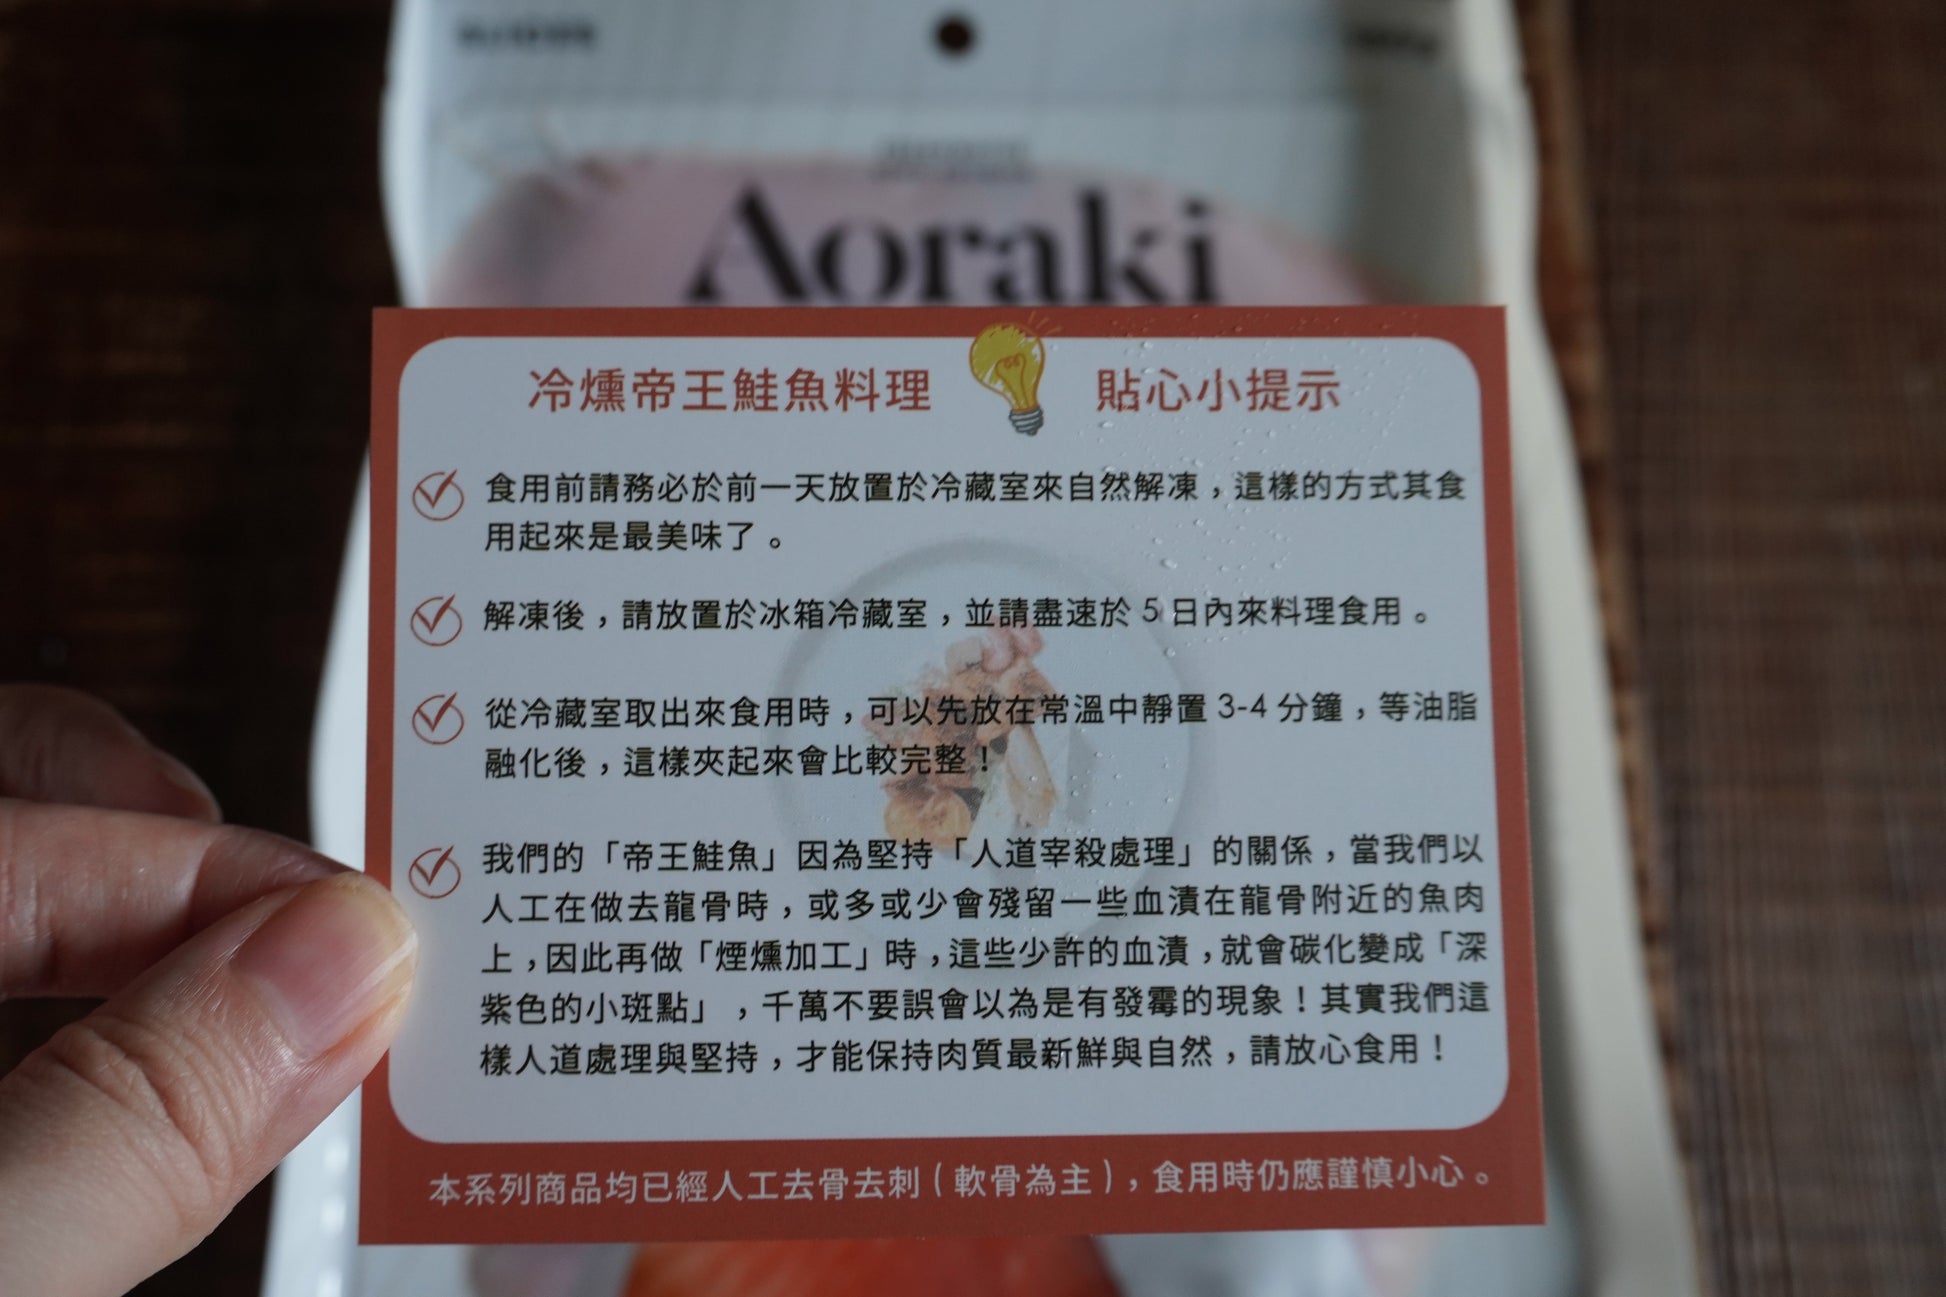 Aoraki
冷燻帝王鮭魚料理 貼心小提示
食用前請務必於前一天放置於冷藏室來自然解凍，這樣的方式其食
用起來是最美味了。
解凍後，請放置於冰箱冷藏室，並請盡速於 5 日內來料理食用。
從冷藏室取出來食用時，可以先放在常溫中靜置 3-4 分鐘，等油脂
融化後，這樣夾起來會比較完整！
我們的「帝王鮭魚」因為堅持「人道宰殺處理」的關係，當我們以
人工在做去龍骨時，或多或少會殘留一些血漬在龍骨附近的魚肉
上，因此再做「煙燻加工」時，這些少許的血漬，就會碳化變成「深
紫色的小斑點」，千萬不要誤會以為是有發霉的現象！其實我們這
樣人道處理與堅持，才能保持肉質最新鮮與自然，請放心食用！
本系列商品均已經人工去骨去刺（軟骨為主），食用時仍應謹慎小心。